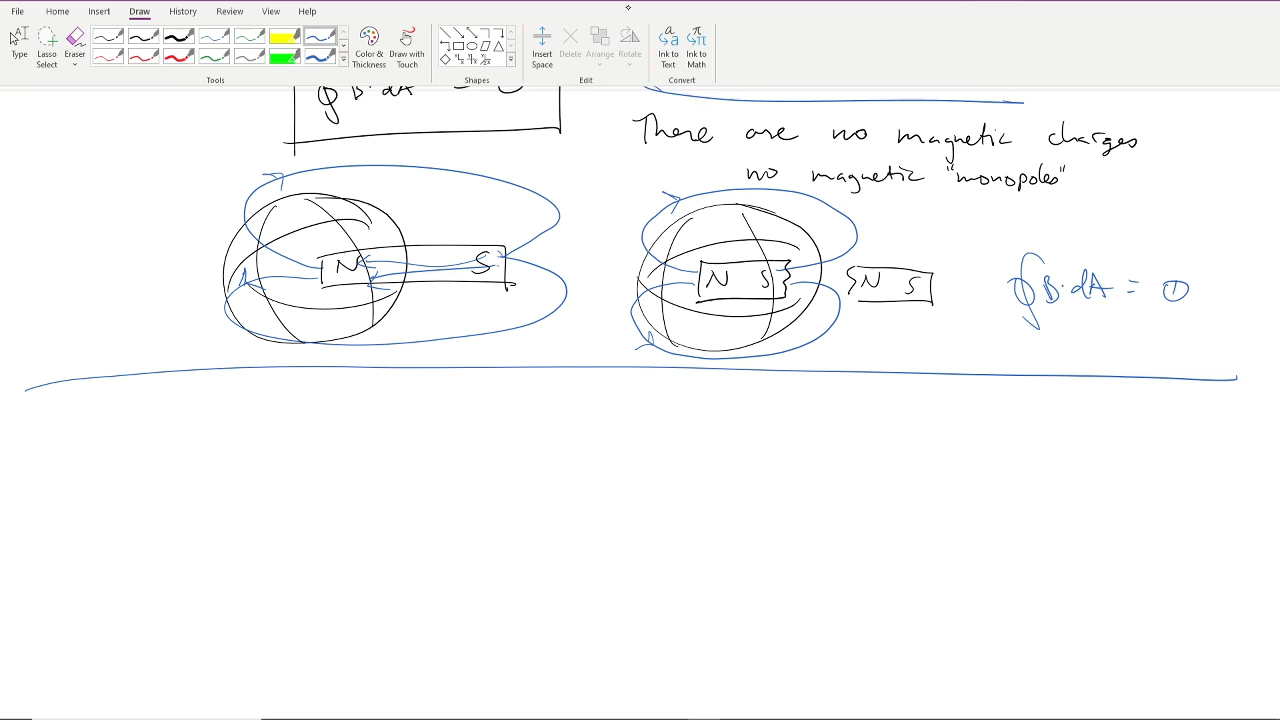 File Home Insert Draw History Review View Help
Type Lasso Select Eraser Color & Thickness Draw with Touch Insert Space Delete Arrange Rotate Ink to Text Ink to Math
Tools Shapes Edit Convert
∮ B·dA = 0
There are no magnetic charges
no magnetic "monopoles"
N S
N S
N S
∮ B·dA =